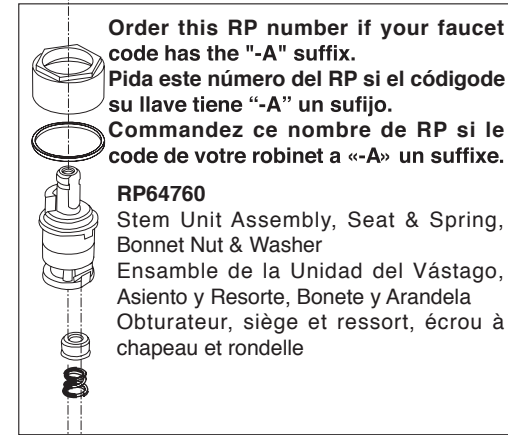 Order this RP number if your faucet
code has the "-A" suffix.
Pida este número del RP si el códigode
su llave tiene “-A” un sufijo.
Commandez ce nombre de RP si le
code de votre robinet a «-A» un suffixe.
RP64760
Stem Unit Assembly, Seat & Spring,
Bonnet Nut & Washer
Ensamble de la Unidad del Vástago,
Asiento y Resorte, Bonete y Arandela
Obturateur, siège et ressort, écrou à
chapeau et rondelle